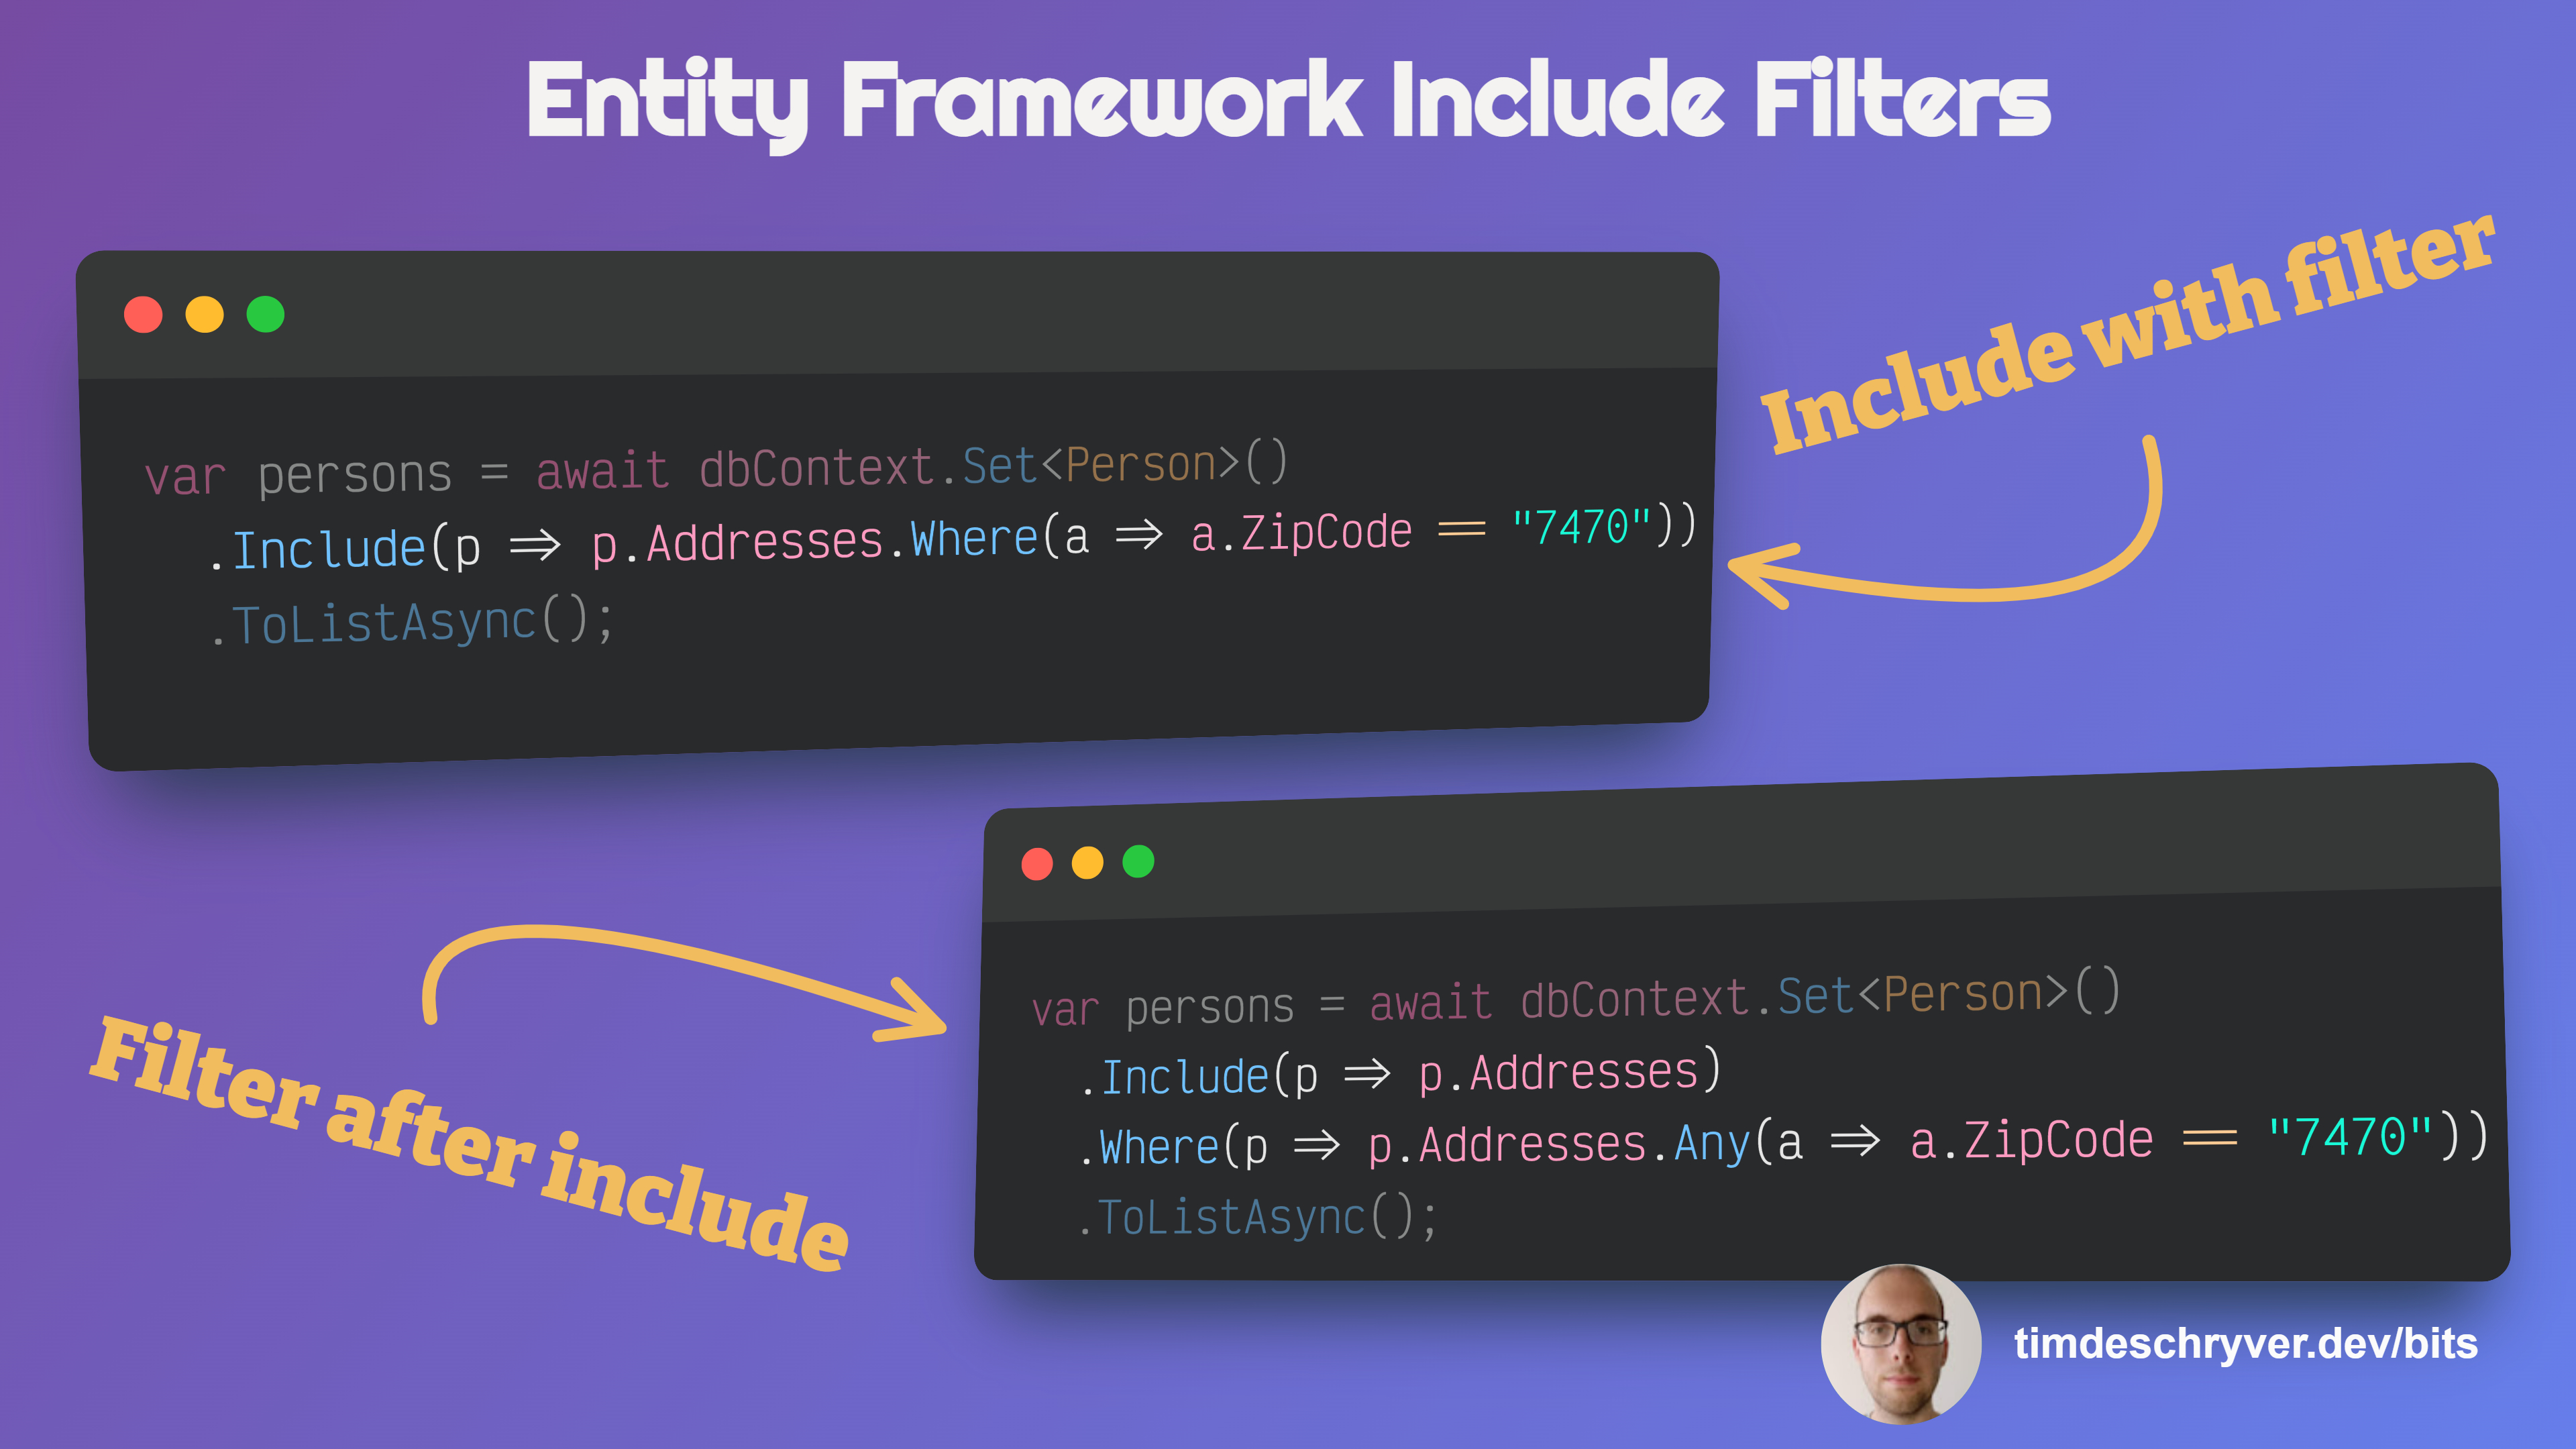 Entity Framework Include Filters
Include with filter
var persons = await dbContext.Set<Person>()
.Include(p => p.Addresses.Where(a => a.ZipCode == "7470"))
.ToListAsync();
Filter after include
var persons = await dbContext.Set<Person>()
.Include(p => p.Addresses)
.Where(p => p.Addresses.Any(a => a.ZipCode == "7470"))
.ToListAsync();
timdeschryver.dev/bits